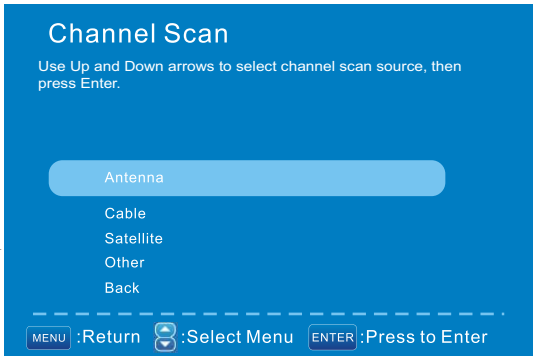 Channel Scan
Use Up and Down arrows to select channel scan source, then
press Enter.
Antenna
Cable
Satellite
Other
Back
MENU :Return :Select Menu ENTER :Press to Enter